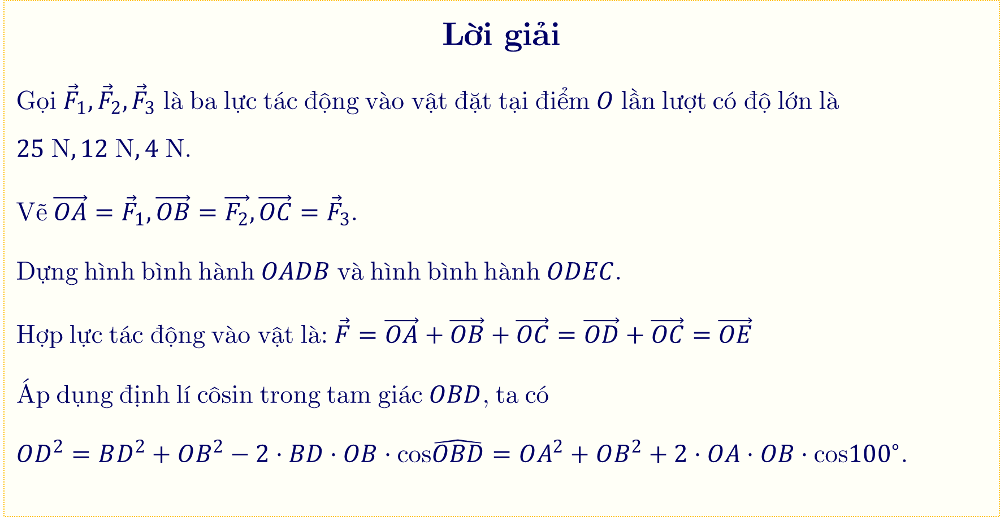 Lời giải
Gọi $\vec{F}_1, \vec{F}_2, \vec{F}_3$ là ba lực tác động vào vật đặt tại điểm $O$ lần lượt có độ lớn là
25 N, 12 N, 4 N.
Vẽ $\overrightarrow{OA} = \vec{F}_1, \overrightarrow{OB} = \overrightarrow{F_2}, \overrightarrow{OC} = \vec{F}_3$.
Dựng hình bình hành $OADB$ và hình bình hành $ODEC$.
Hợp lực tác động vào vật là: $\vec{F} = \overrightarrow{OA} + \overrightarrow{OB} + \overrightarrow{OC} = \overrightarrow{OD} + \overrightarrow{OC} = \overrightarrow{OE}$
Áp dụng định lí côsin trong tam giác $OBD$, ta có
$OD^2 = BD^2 + OB^2 - 2 \cdot BD \cdot OB \cdot \cos\widehat{OBD} = OA^2 + OB^2 + 2 \cdot OA \cdot OB \cdot \cos 100°$.